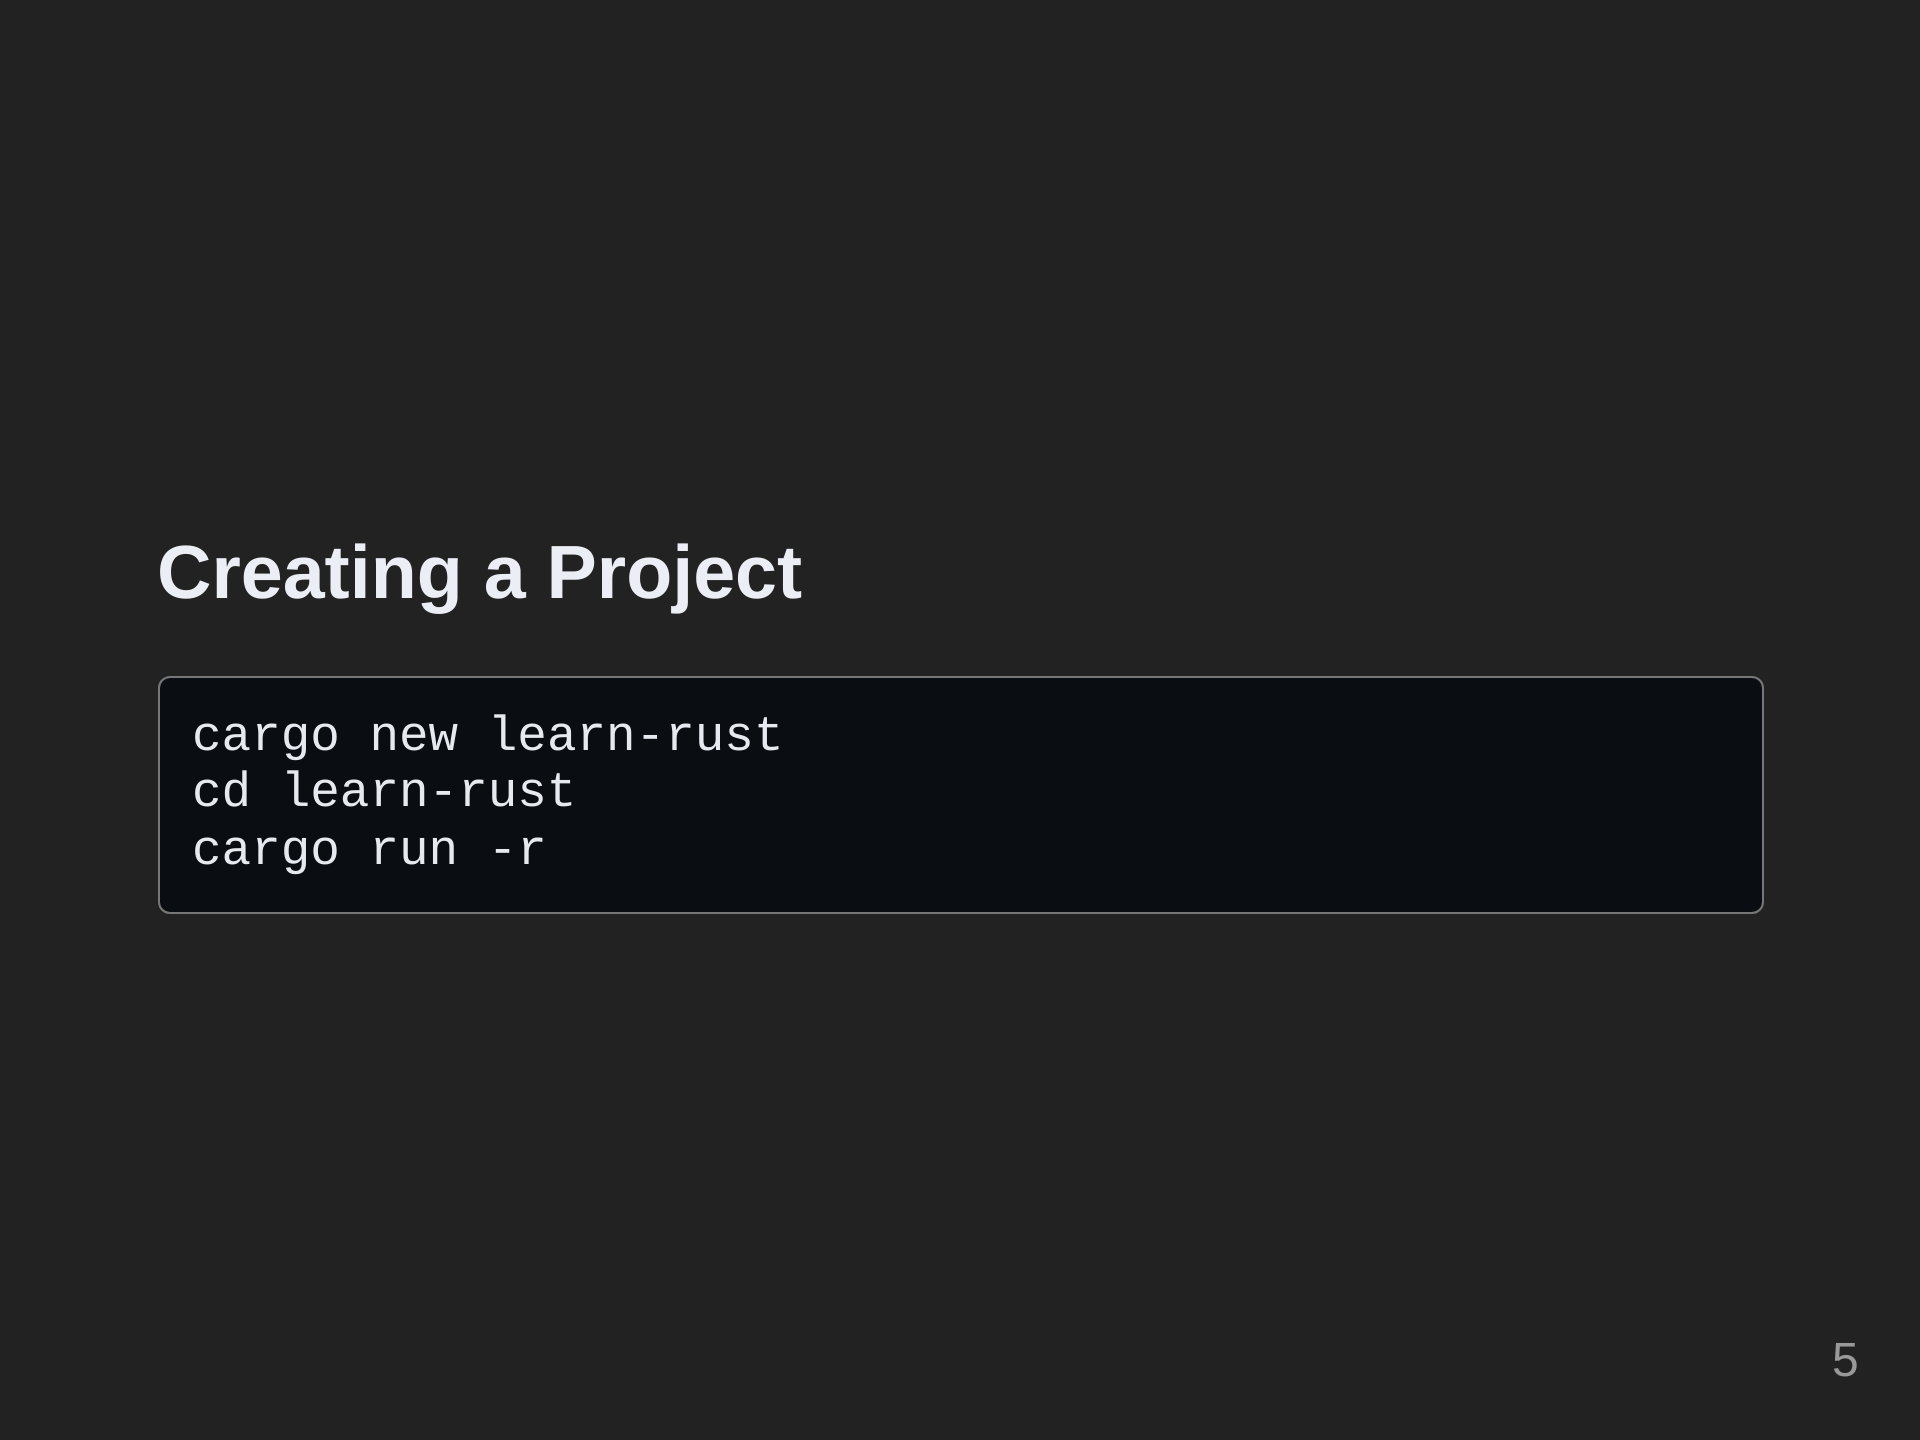 Creating a Project
cargo new learn-rust
cd learn-rust
cargo run -r
5